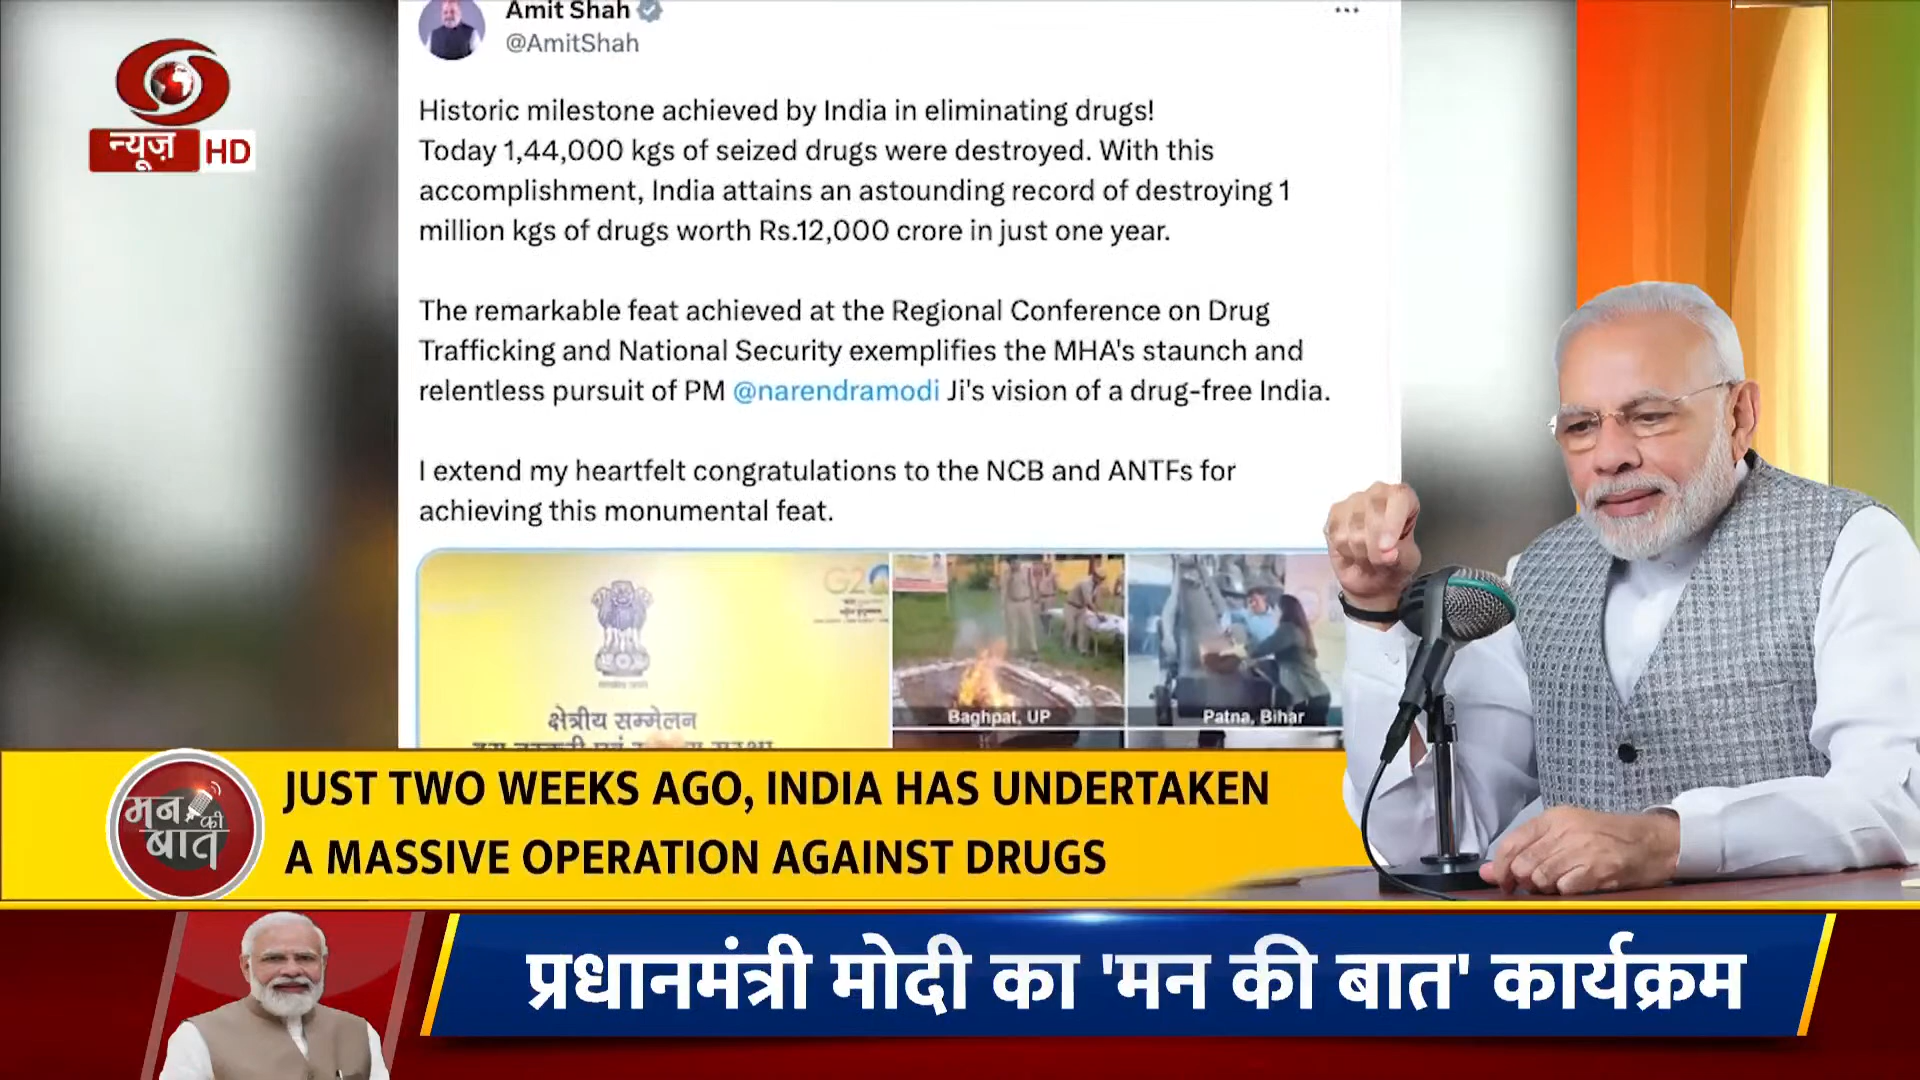 न्यूज़ HD
Amit Shah
@AmitShah
Historic milestone achieved by India in eliminating drugs!
Today 1,44,000 kgs of seized drugs were destroyed. With this
accomplishment, India attains an astounding record of destroying 1
million kgs of drugs worth Rs.12,000 crore in just one year.
The remarkable feat achieved at the Regional Conference on Drug
Trafficking and National Security exemplifies the MHA's staunch and
relentless pursuit of PM @narendramodi Ji's vision of a drug-free India.
I extend my heartfelt congratulations to the NCB and ANTFs for
achieving this monumental feat.
क्षेत्रीय सम्मेलन
Baghpat, UP
Patna, Bihar
मन की बात
JUST TWO WEEKS AGO, INDIA HAS UNDERTAKEN
A MASSIVE OPERATION AGAINST DRUGS
प्रधानमंत्री मोदी का 'मन की बात' कार्यक्रम